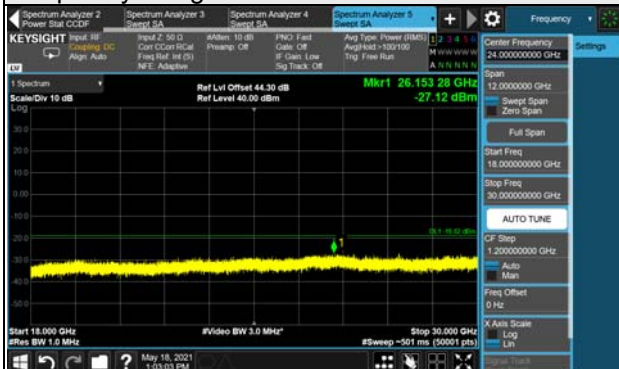 Spectrum Analyzer 2
Power Stat CCDF
Spectrum Analyzer 3
Swept SA
Spectrum Analyzer 4
Swept SA
Spectrum Analyzer 5
Swept SA
Frequency
KEYSIGHT
Input: RF
Coupling: DC
Align: Auto
Input Z: 50 Ω
Corr CCorr RCal
Freq Ref: Int (S)
NFE: Adaptive
#Atten: 10 dB
Preamp: Off
PNO: Fast
Gate: Off
IF Gain: Low
Sig Track: Off
Avg Type: Power (RMS)
Avg|Hold:>100/100
Trig: Free Run
1 2 3 4 5 6
M W W W W W
A N N N N N
1 Spectrum
Scale/Div 10 dB
Log
Ref Lvl Offset 44.30 dB
Ref Level 40.00 dBm
Mkr1 26.153 28 GHz
-27.12 dBm
30.0
20.0
10.0
0.00
-10.0
-20.0
-30.0
-40.0
-50.0
1
Start 18.000 GHz
#Res BW 1.0 MHz
#Video BW 3.0 MHz*
Stop 30.000 GHz
#Sweep ~501 ms (50001 pts)
May 18, 2021
1:03:03 PM
Center Frequency
24.000000000 GHz
Settings
Span
12.0000000 GHz
Swept Span
Zero Span
Full Span
Start Freq
18.000000000 GHz
Stop Freq
30.000000000 GHz
AUTO TUNE
CF Step
1.200000000 GHz
Auto
Man
Freq Offset
0 Hz
X Axis Scale
Log
Lin
Signal Track